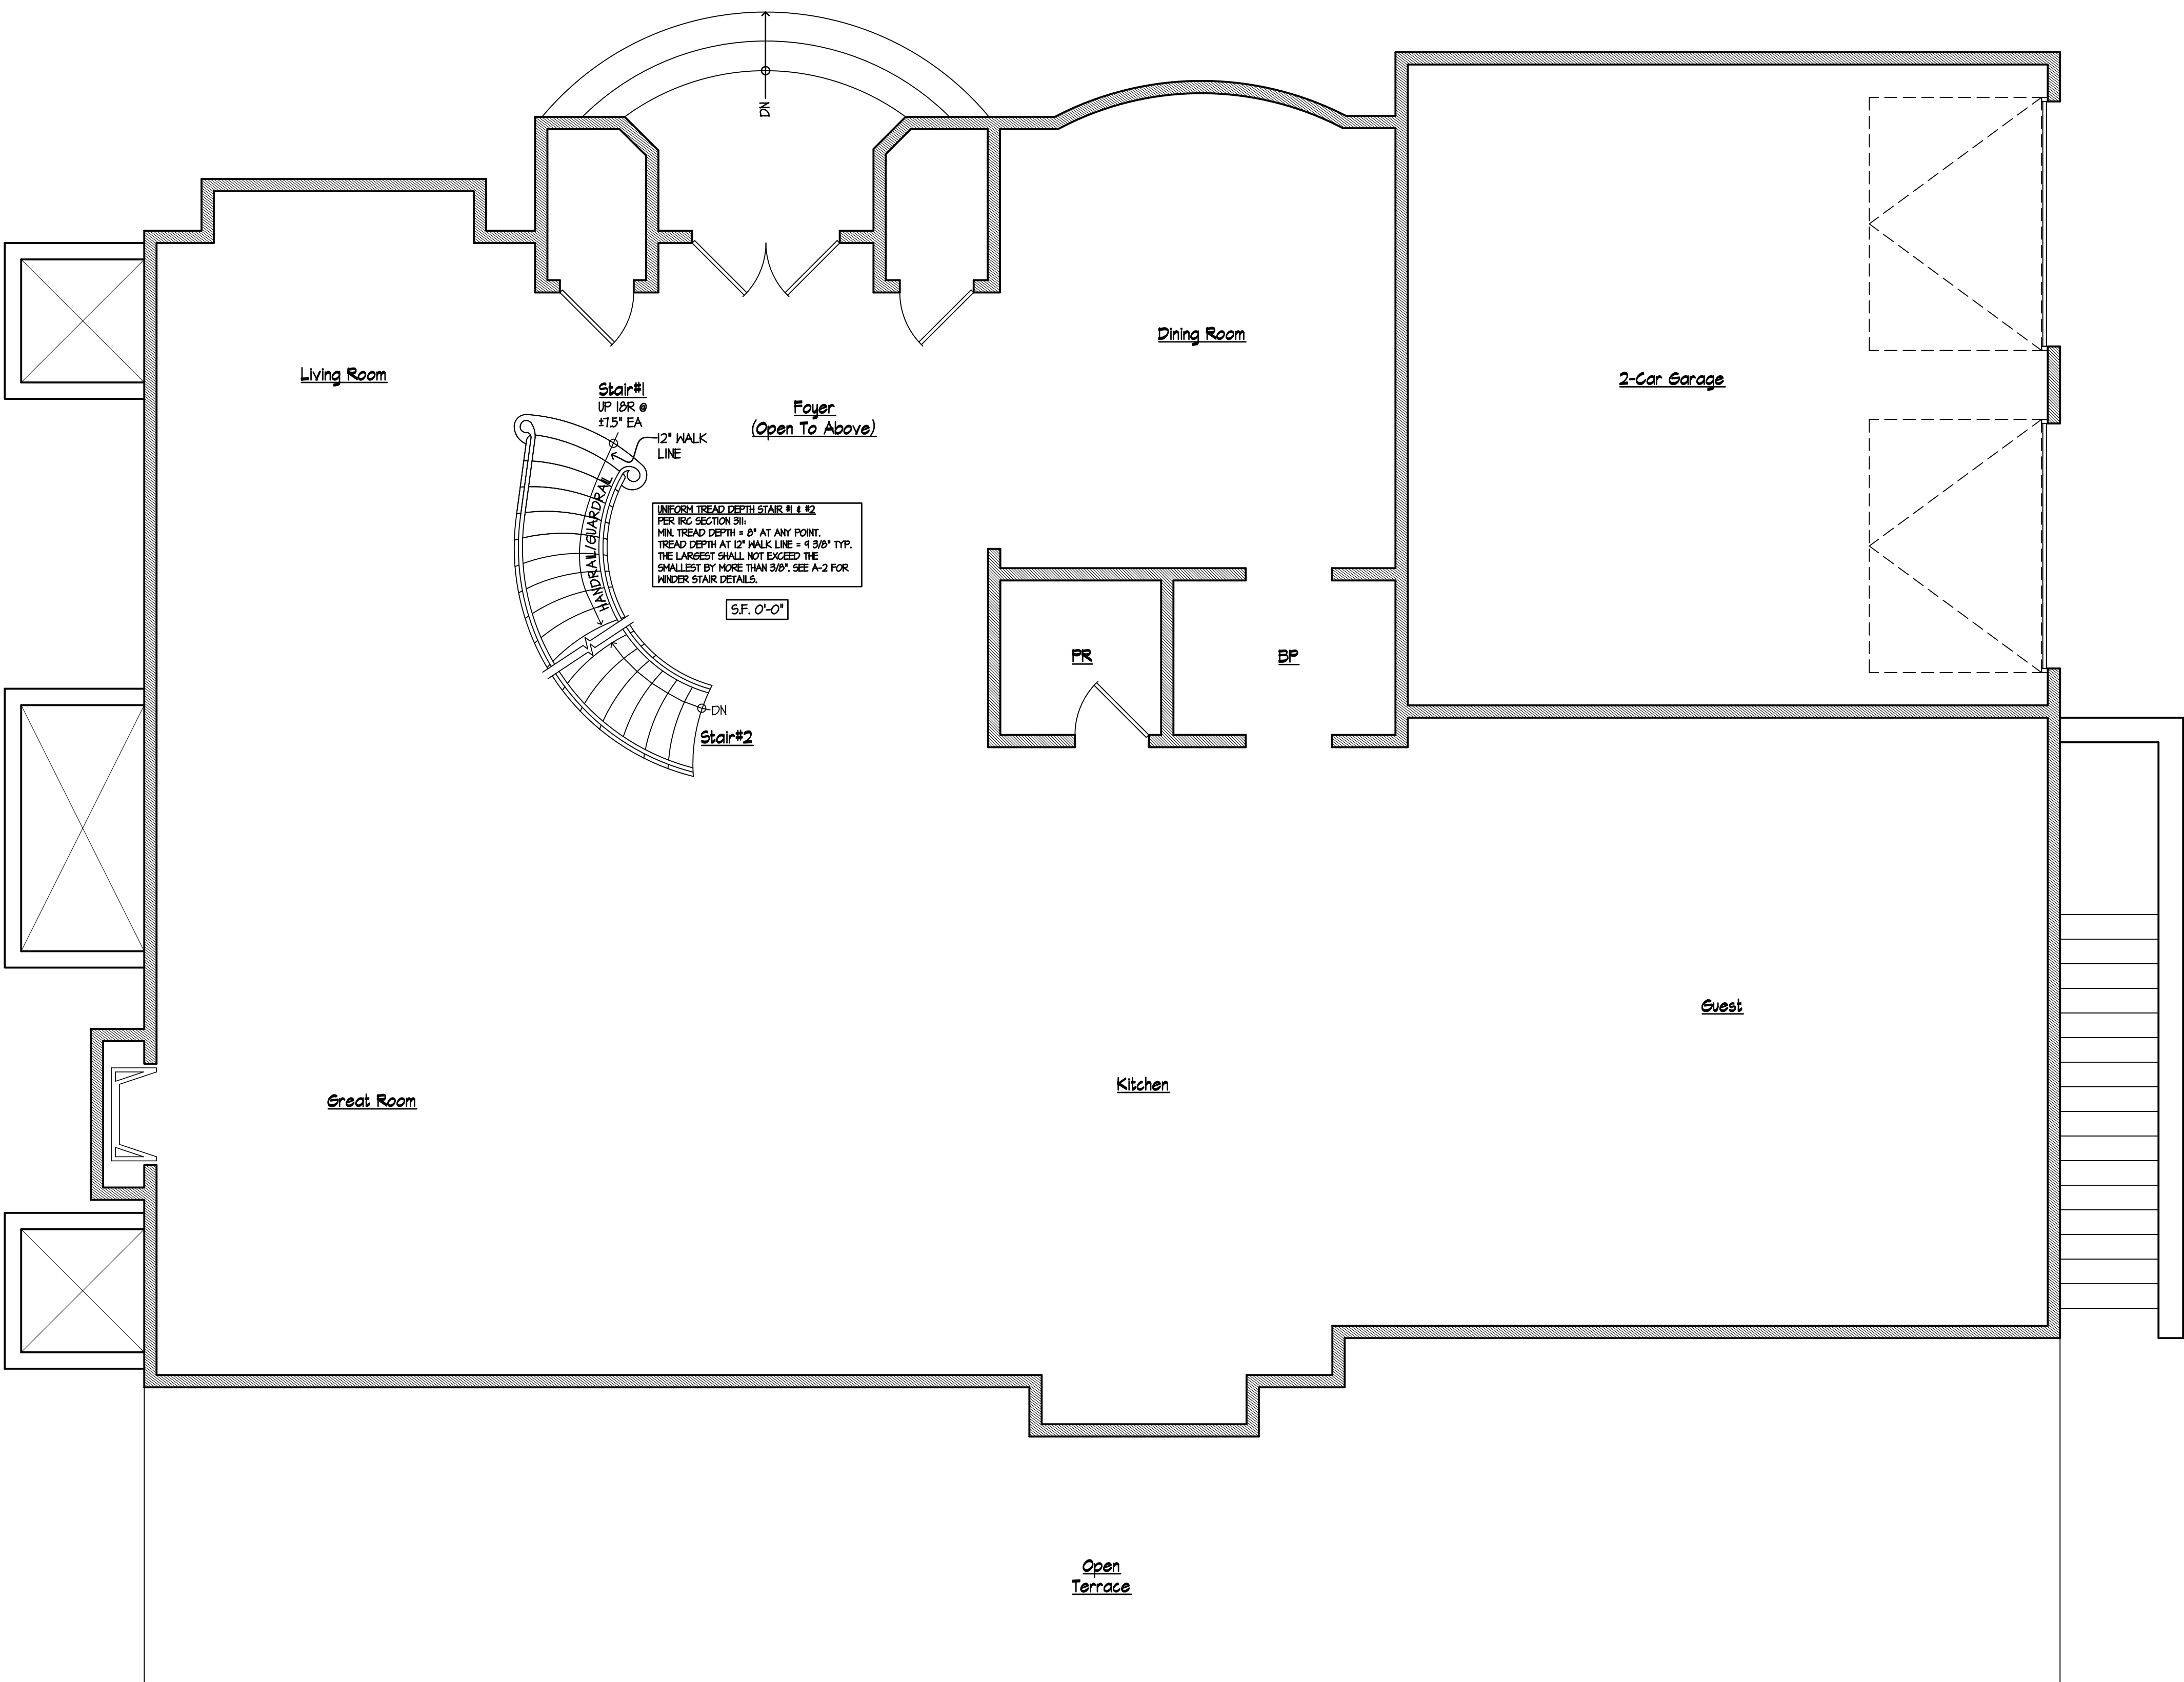 DN
Dining Room
Living Room
2-Car Garage
Stair#1
UP 18R @
±7.5" EA
Foyer
(Open To Above)
12" WALK
LINE
HANDRAIL/GUARDRAIL
UNIFORM TREAD DEPTH STAIR #1 & #2
PER IRC SECTION 311:
MIN. TREAD DEPTH = 8" AT ANY POINT.
TREAD DEPTH AT 12" WALK LINE = 9 3/8" TYP.
THE LARGEST SHALL NOT EXCEED THE
SMALLEST BY MORE THAN 3/8". SEE A-2 FOR
WINDER STAIR DETAILS.
S.F. 0'-0"
PR
BP
DN
Stair#2
Guest
Kitchen
Great Room
Open
Terrace